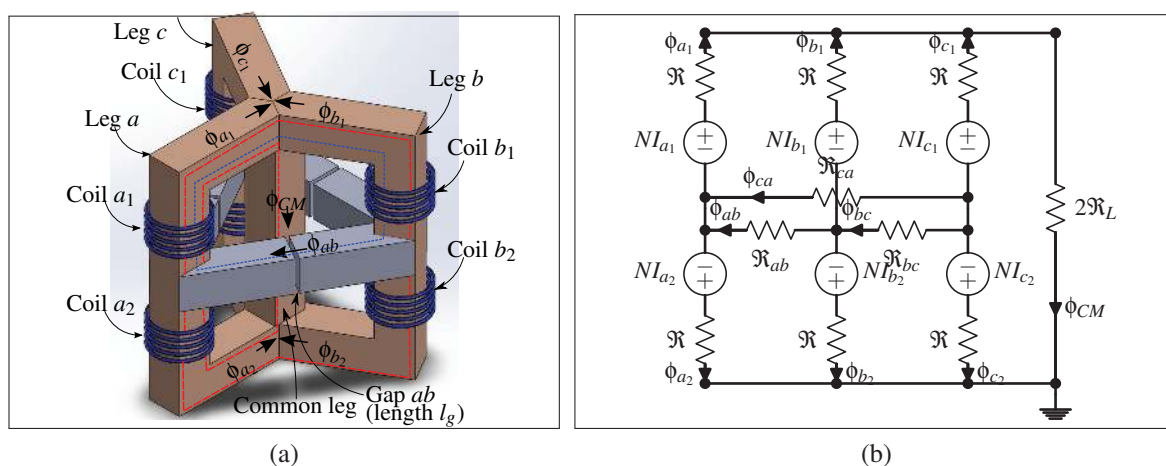 Leg c
Coil c₁
Leg a
ϕc₁
ϕa₁
ϕb₁
Leg b
Coil b₁
Coil a₁
ϕCM
ϕab
Coil b₂
Coil a₂
ϕa₂
ϕb₂
Common leg
Gap ab
(length lg)
(a)
ϕa₁ ϕb₁ ϕc₁
ℜ ℜ ℜ
NIa₁ NIb₁ NIc₁
ℜca
ϕca
2ℜL
ϕab ϕbc
ℜab ℜbc
NIa₂ NIb₂ NIc₂
ϕCM
ℜ ℜ ℜ
ϕa₂ ϕb₂ ϕc₂
(b)